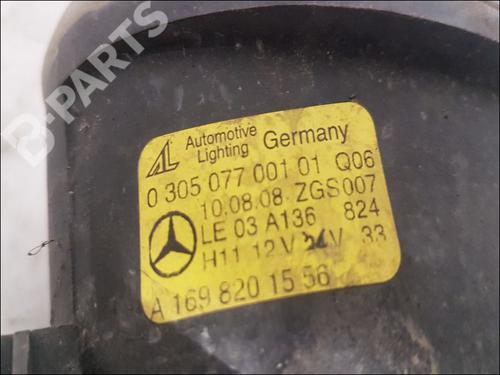 B-PARTS
AL Automotive Lighting Germany
0 305 077 001 01 Q06
10.08.08 ZGS007
LE 03 A136 824
H11 12V 24V 33
A 169 820 15 56